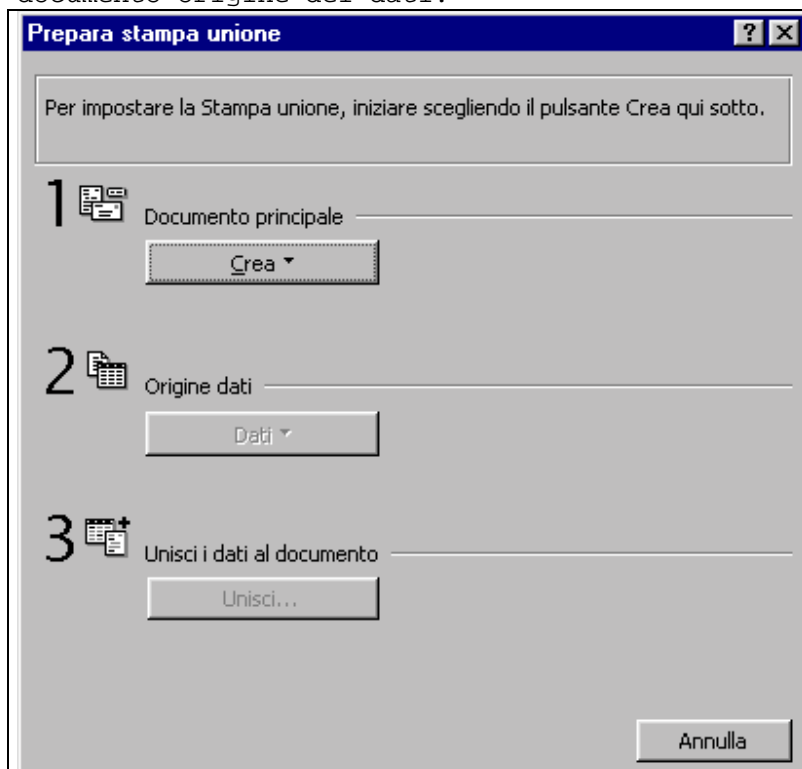 documento origine dei dati.
Prepara stampa unione
Per impostare la Stampa unione, iniziare scegliendo il pulsante Crea qui sotto.
1 Documento principale
Crea
2 Origine dati
Dati
3 Unisci i dati al documento
Unisci...
Annulla